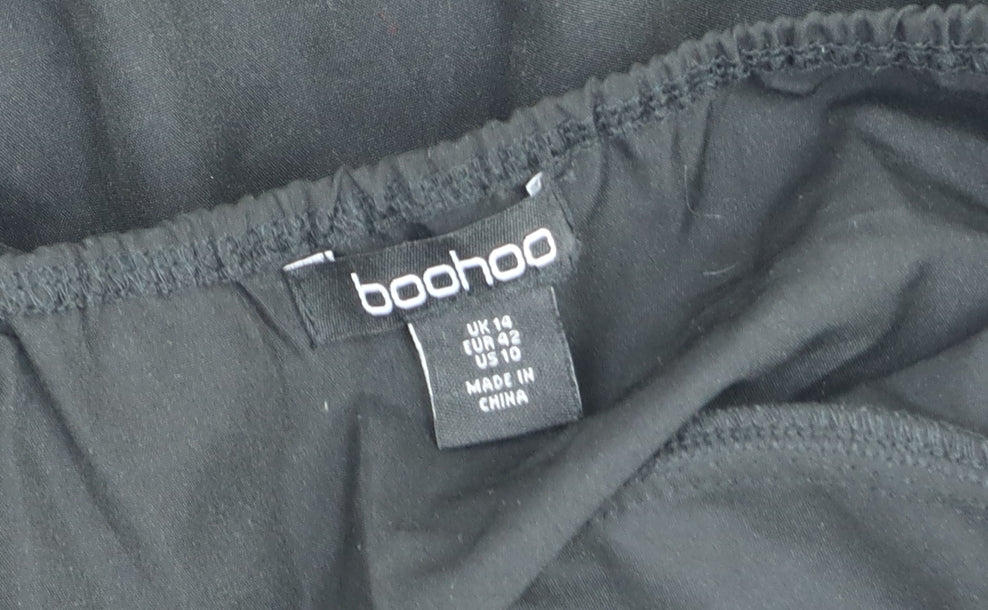 boohoo
UK 14
EUR 42
US 10
MADE IN
CHINA